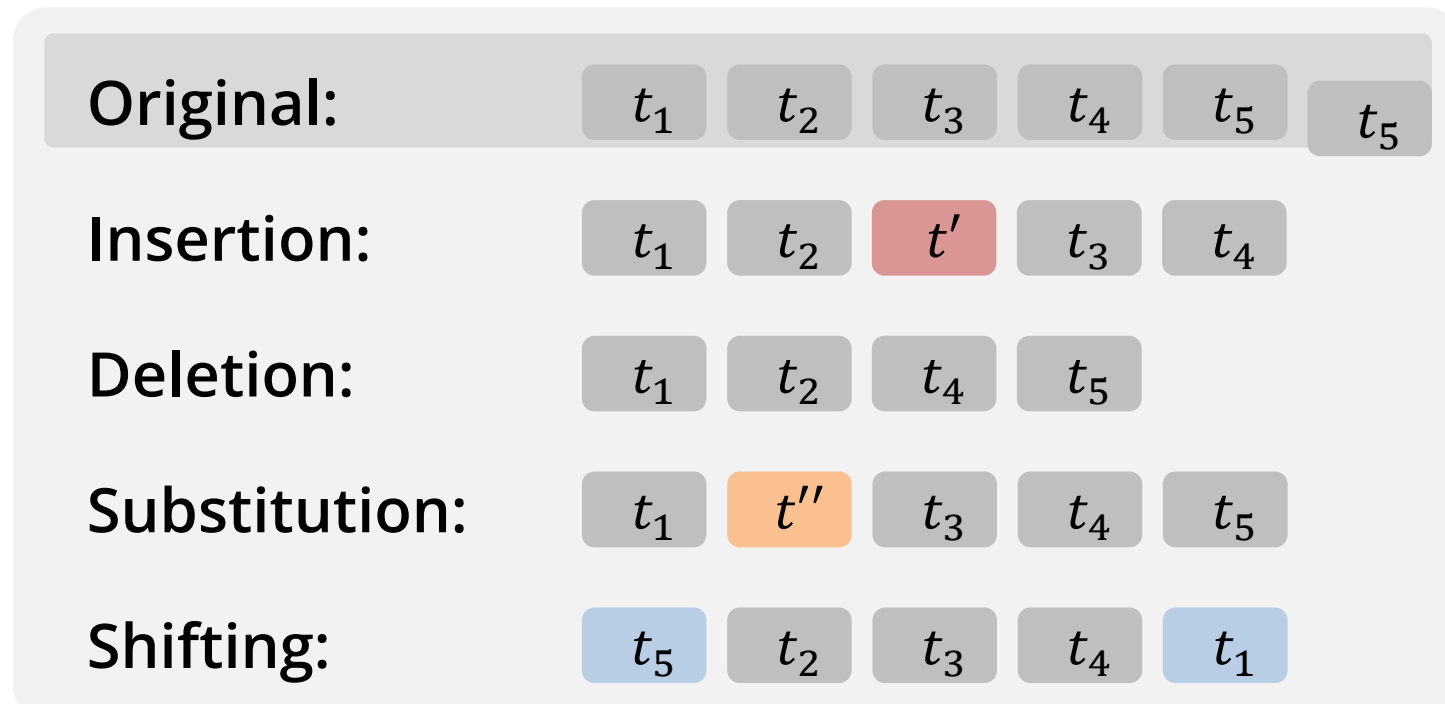 Original: t₁ t₂ t₃ t₄ t₅ t₅
Insertion: t₁ t₂ t′ t₃ t₄
Deletion: t₁ t₂ t₄ t₅
Substitution: t₁ t′′ t₃ t₄ t₅
Shifting: t₅ t₂ t₃ t₄ t₁